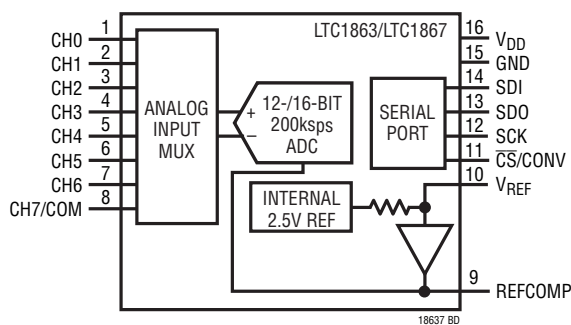 LTC1863/LTC1867
1
CH0
2
CH1
3
CH2
4
CH3
5
CH4
6
CH5
7
CH6
8
CH7/COM
ANALOG
INPUT
MUX
+
–
12-/16-BIT
200ksps
ADC
SERIAL
PORT
INTERNAL
2.5V REF
16
VDD
15
GND
14
SDI
13
SDO
12
SCK
11
C̅S̅/CONV
10
VREF
9
REFCOMP
18637 BD